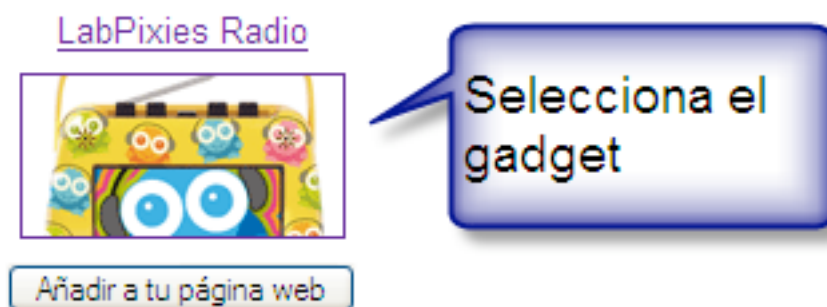 LabPixies Radio
Selecciona el
gadget
Añadir a tu página web